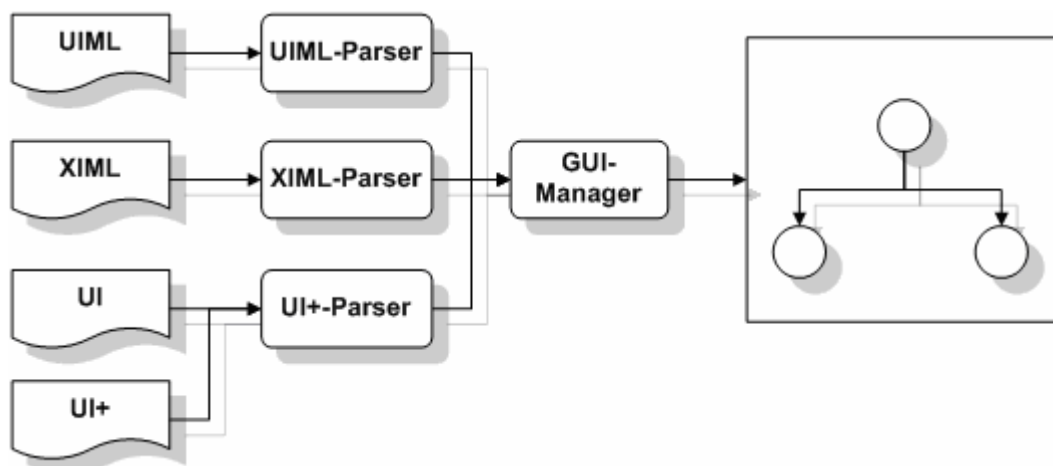 UIML
UIML-Parser
XIML
XIML-Parser
GUI-
Manager
UI
UI+-Parser
UI+